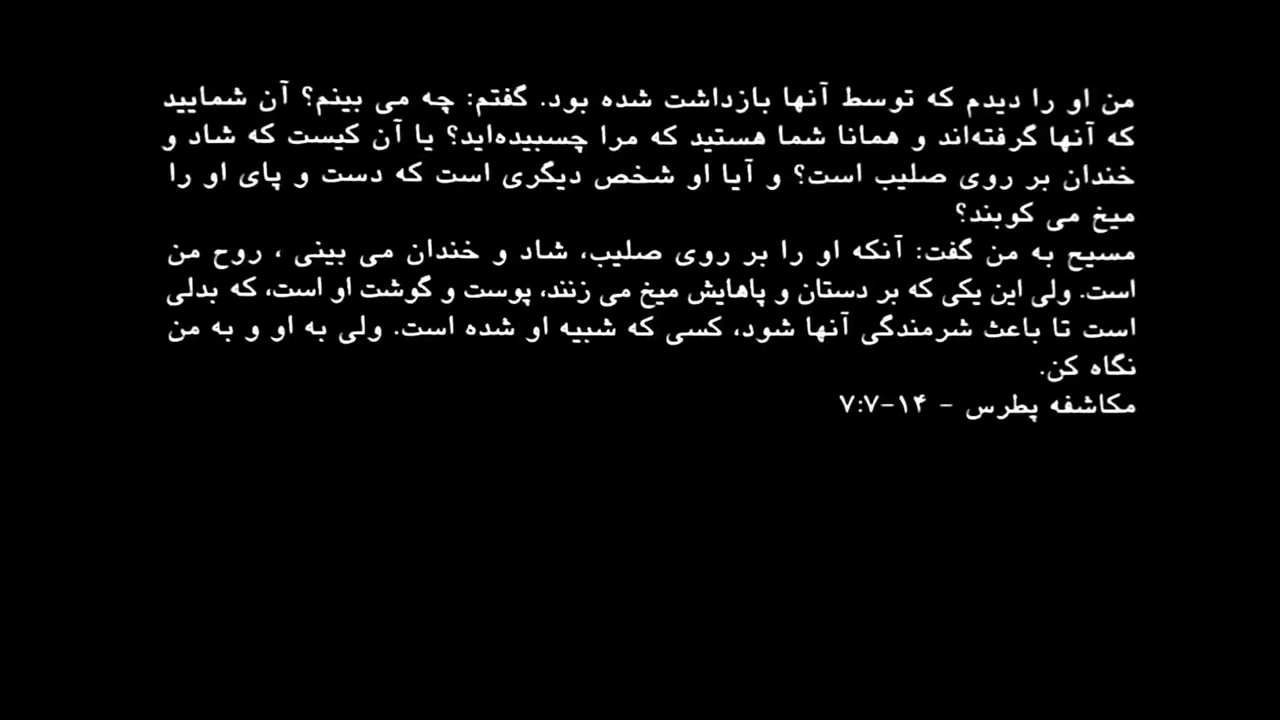 من او را دیدم که توسط آنها بازداشت شده بود. گفتم: چه می بینم؟ آن شمایید
که آنها گرفته‌اند و همانا شما هستید که مرا چسبیده‌اید؟ یا آن کیست که شاد و
خندان بر روی صلیب است؟ و آیا او شخص دیگری است که دست و پای او را
میخ می کوبند؟
مسیح به من گفت: آنکه او را بر روی صلیب، شاد و خندان می بینی ، روح من
است. ولی این یکی که بر دستان و پاهایش میخ می زنند، پوست و گوشت او است، که بدلی
است تا باعث شرمندگی آنها شود، کسی که شبیه او شده است. ولی به او و به من
نگاه کن.
مکاشفه پطرس - ۱۴-۷:۷